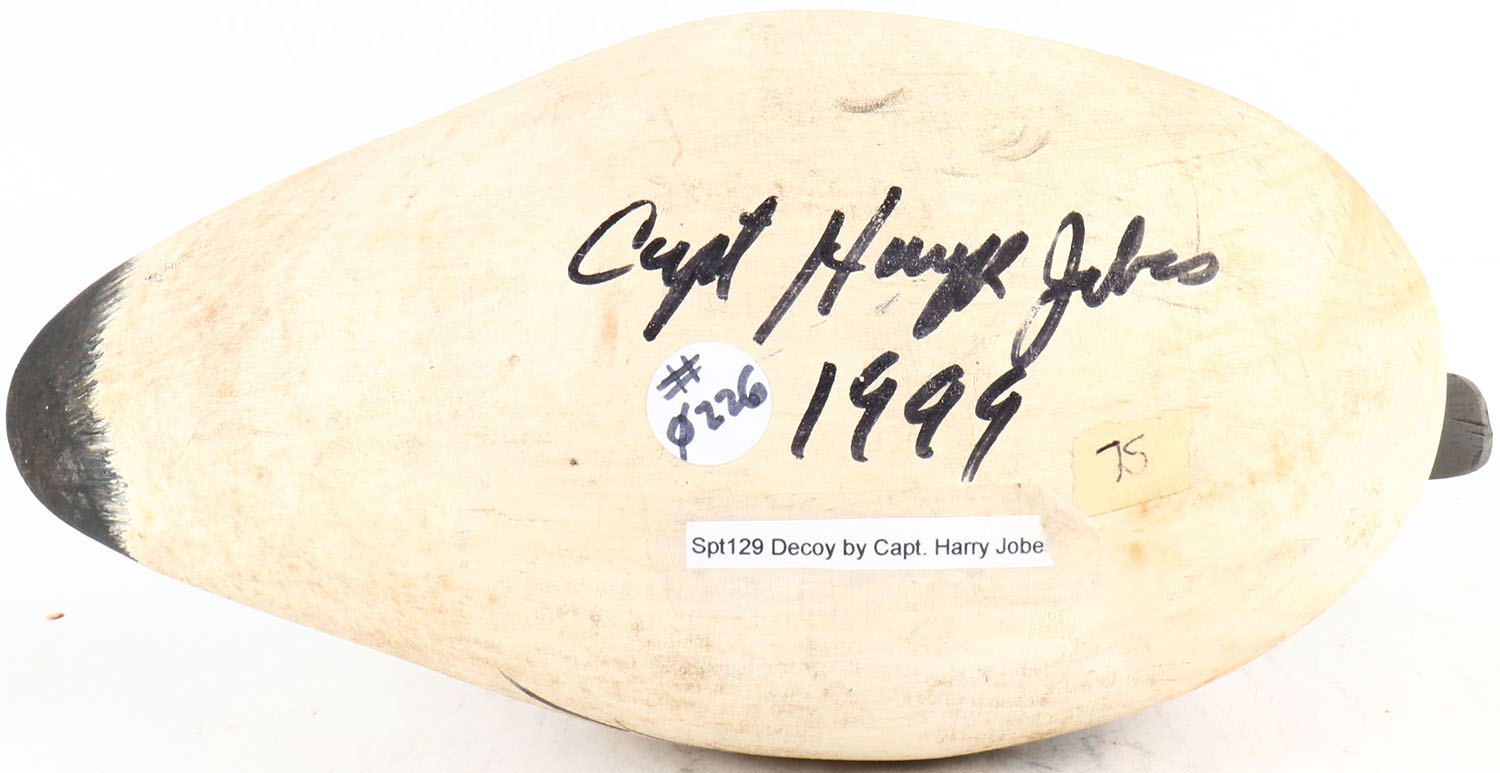 Capt Harry Jobes
1999
#
0226
75
Spt129 Decoy by Capt. Harry Jobe